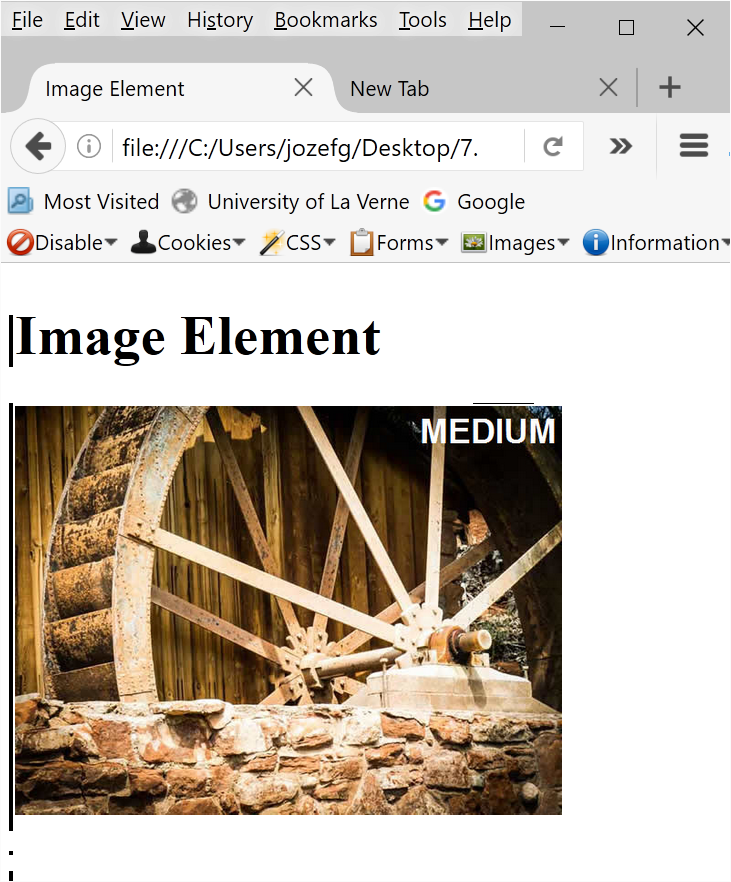 File Edit View History Bookmarks Tools Help
Image Element New Tab
file:///C:/Users/jozefg/Desktop/7.
Most Visited University of La Verne Google
Disable Cookies CSS Forms Images Information
Image Element
MEDIUM